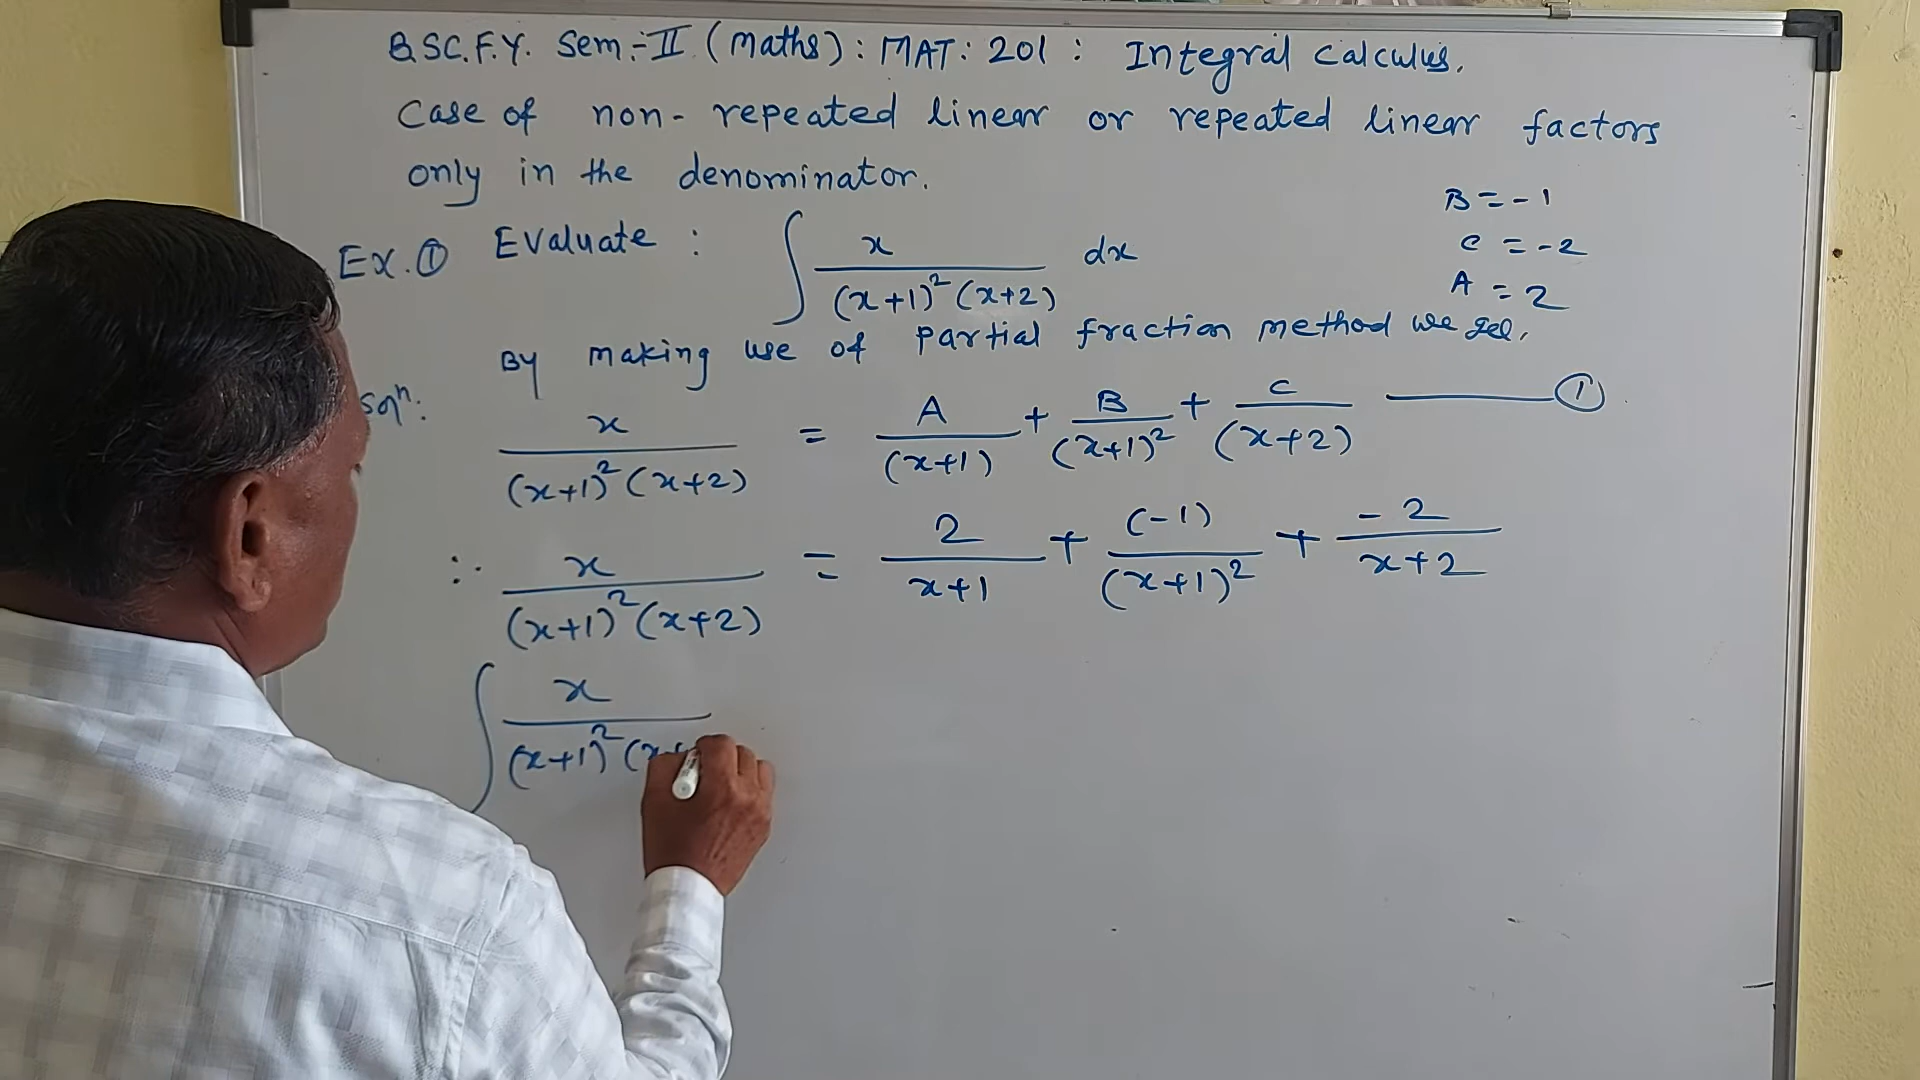 B.SC.F.Y. Sem:-II (Maths): MAT: 201: Integral Calculus.
Case of non-repeated linear or repeated linear factors
only in the denominator.
B = -1
C = -2
A = 2
Ex.① Evaluate: ∫ x/((x+1)²(x+2)) dx
By making use of partial fraction method we get,
Solⁿ:
x/((x+1)²(x+2)) = A/(x+1) + B/(x+1)² + C/(x+2) ——— ①
∴ x/((x+1)²(x+2)) = 2/(x+1) + (-1)/(x+1)² + -2/(x+2)
∫ x/((x+1)²(x+